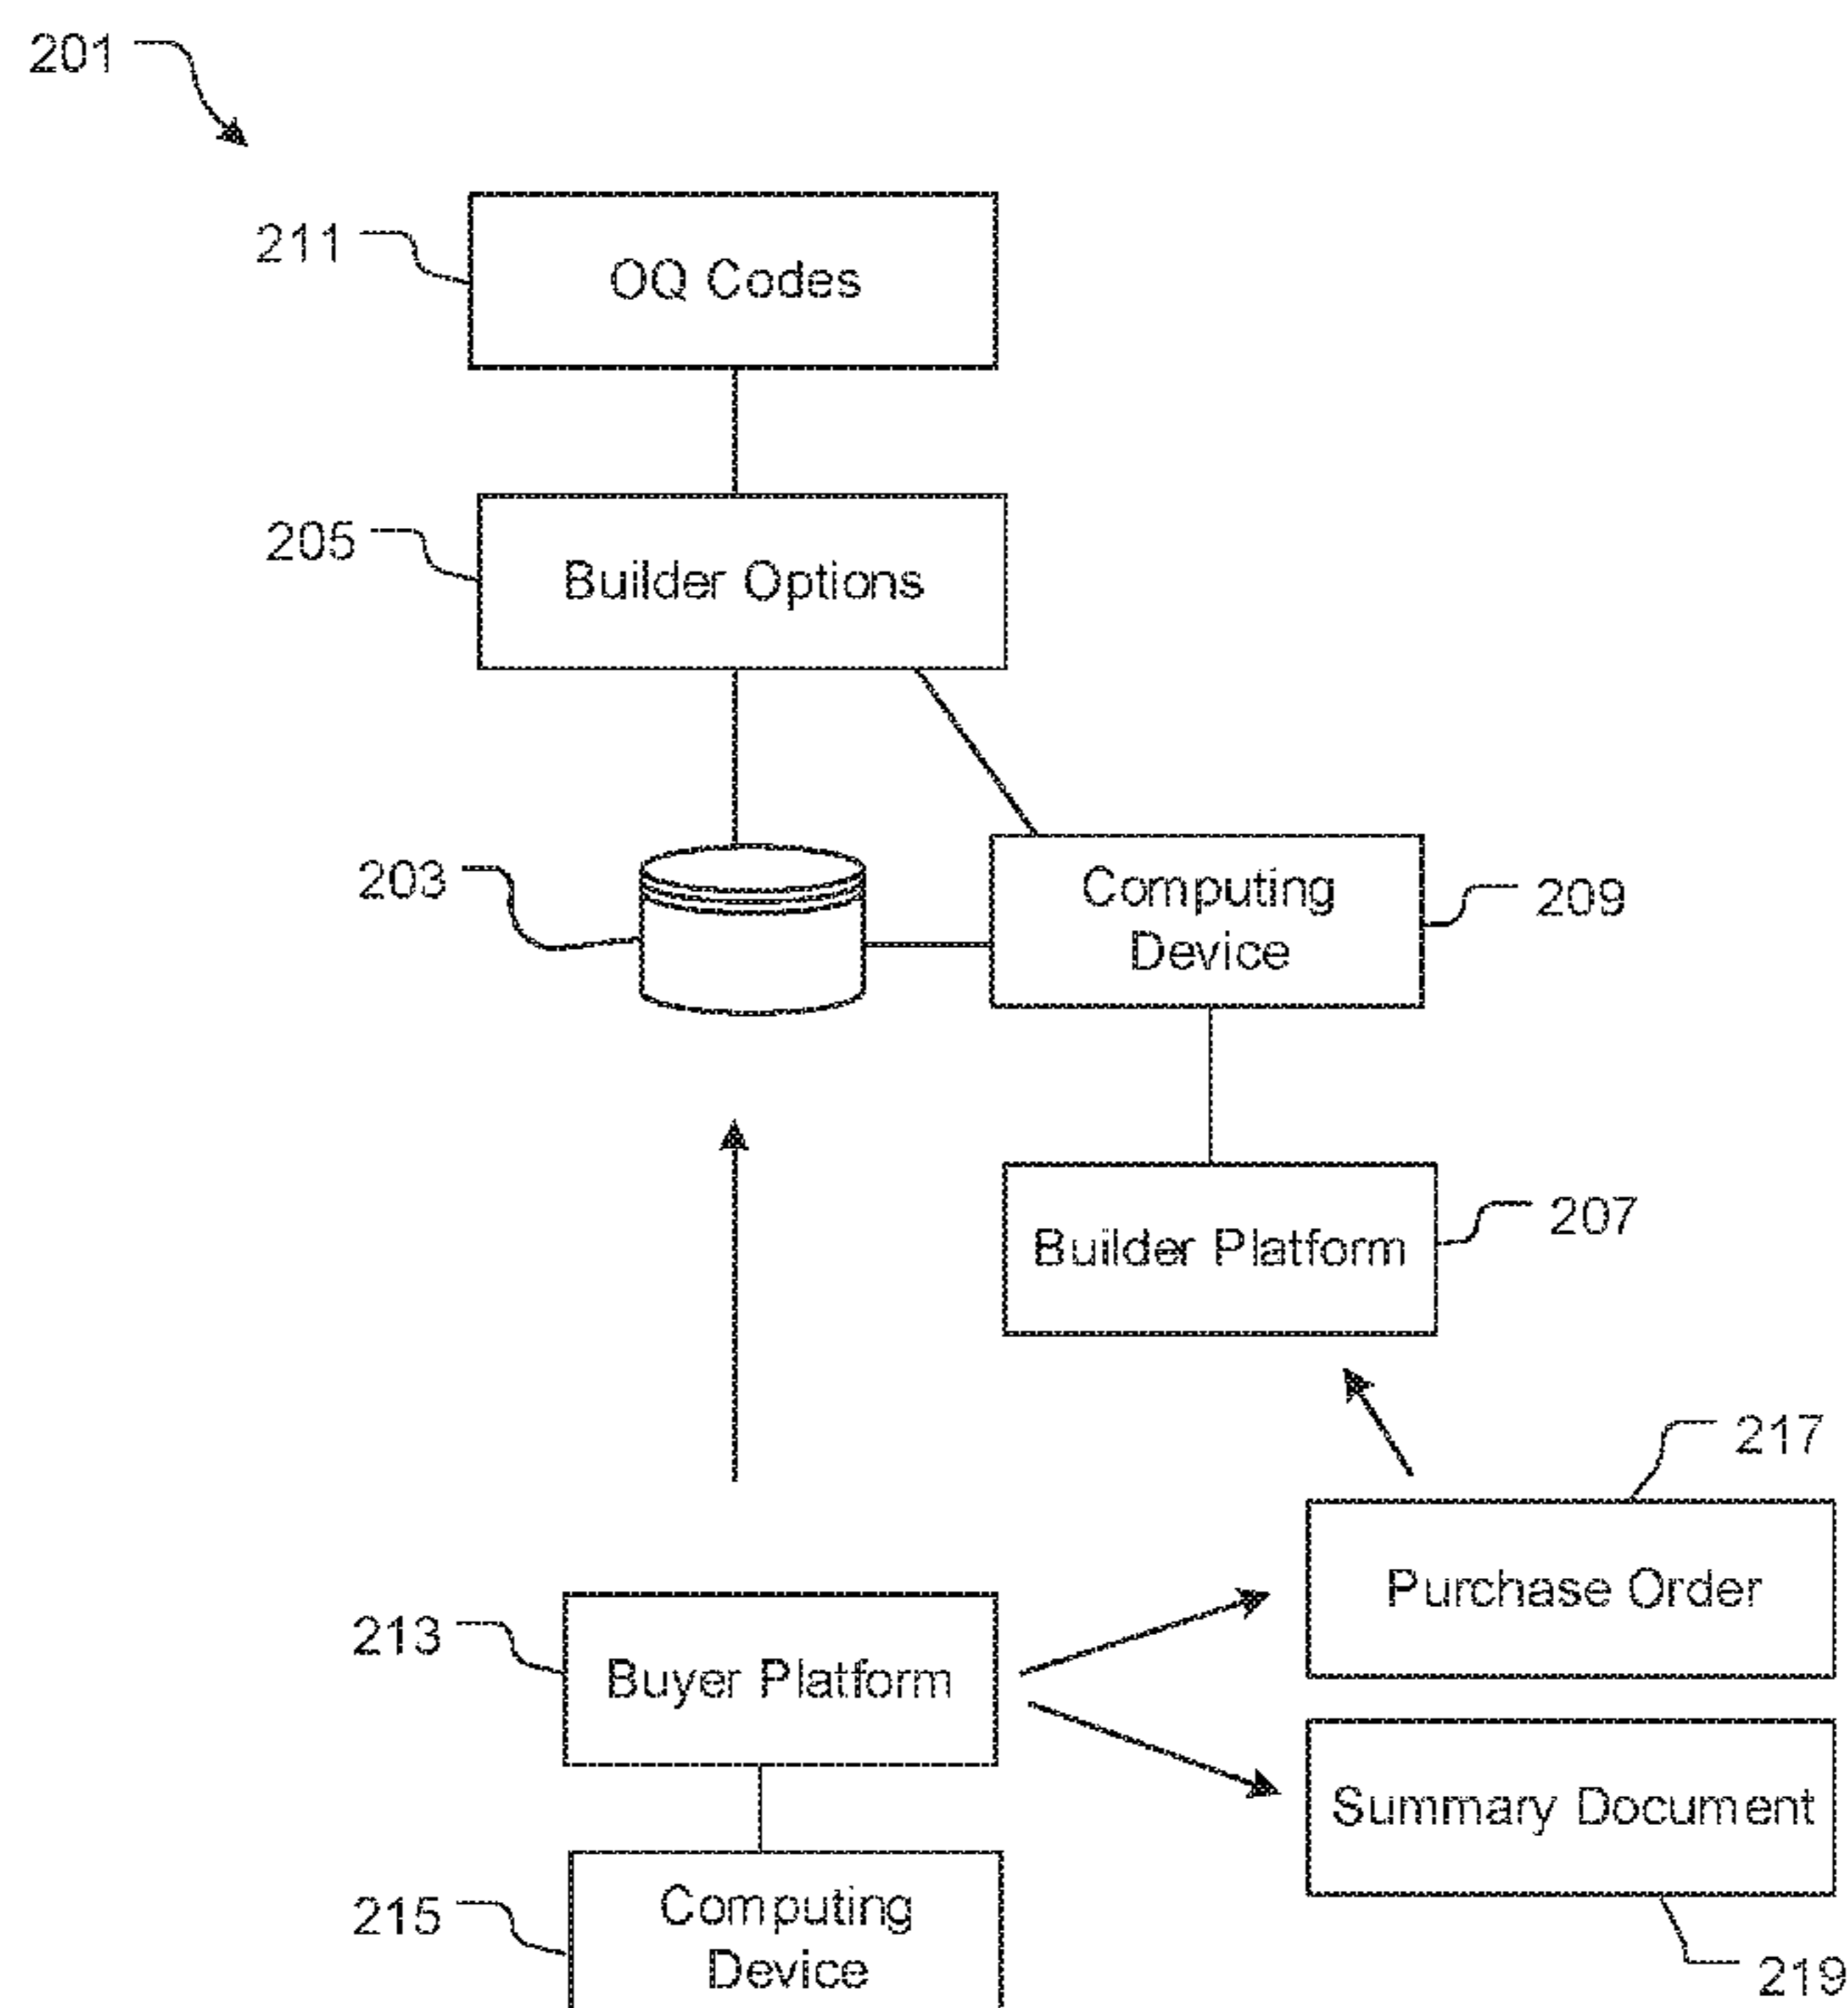 201
211
OQ Codes
205
Builder Options
203
Computing
Device
209
Builder Platform
207
217
Purchase Order
213
Buyer Platform
Summary Document
215
Computing
Device
219